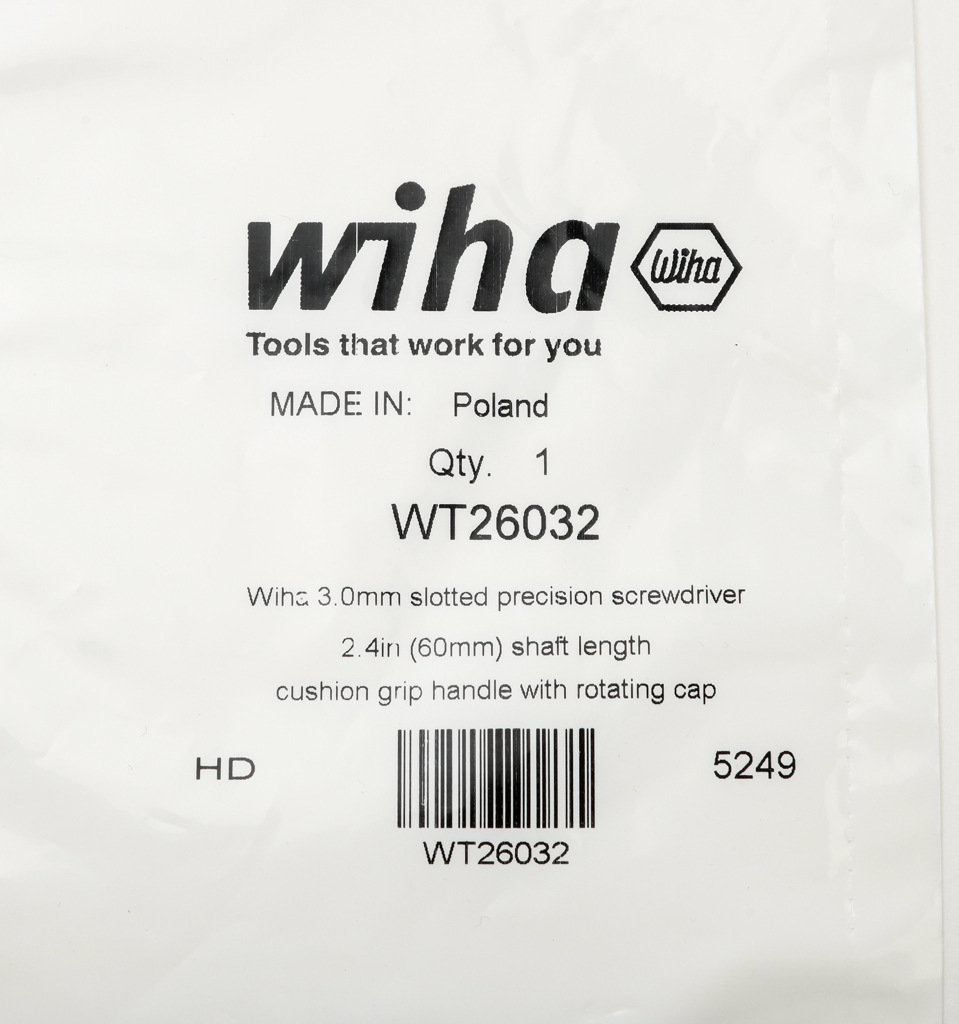 wiha Wiha
Tools that work for you
MADE IN: Poland
Qty. 1
WT26032
Wiha 3.0mm slotted precision screwdriver
2.4in (60mm) shaft length
cushion grip handle with rotating cap
HD 5249
WT26032